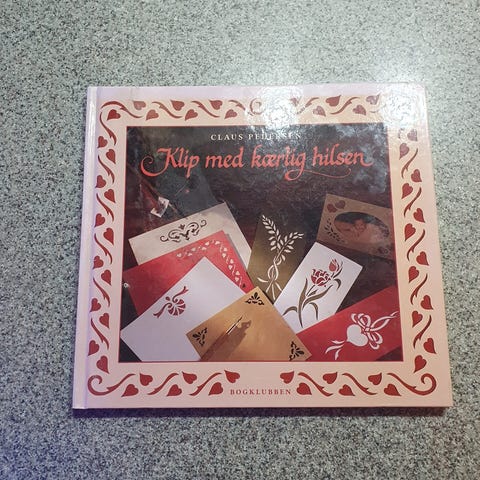 CLAUS PEDERSEN
Klip med kærlig hilsen
BOGKLUBBEN